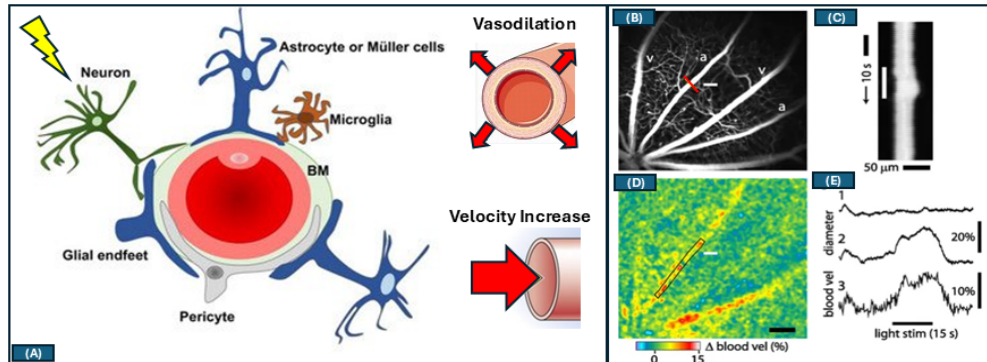 Neuron
Astrocyte or Müller cells
Microglia
BM
Glial endfeet
Pericyte
(A)
Vasodilation
Velocity Increase
(B)
v
a
v
a
(C)
10 s
50 µm
(D)
0 15
Δ blood vel (%)
(E)
1
diameter
2
20%
blood vel
3
10%
light stim (15 s)